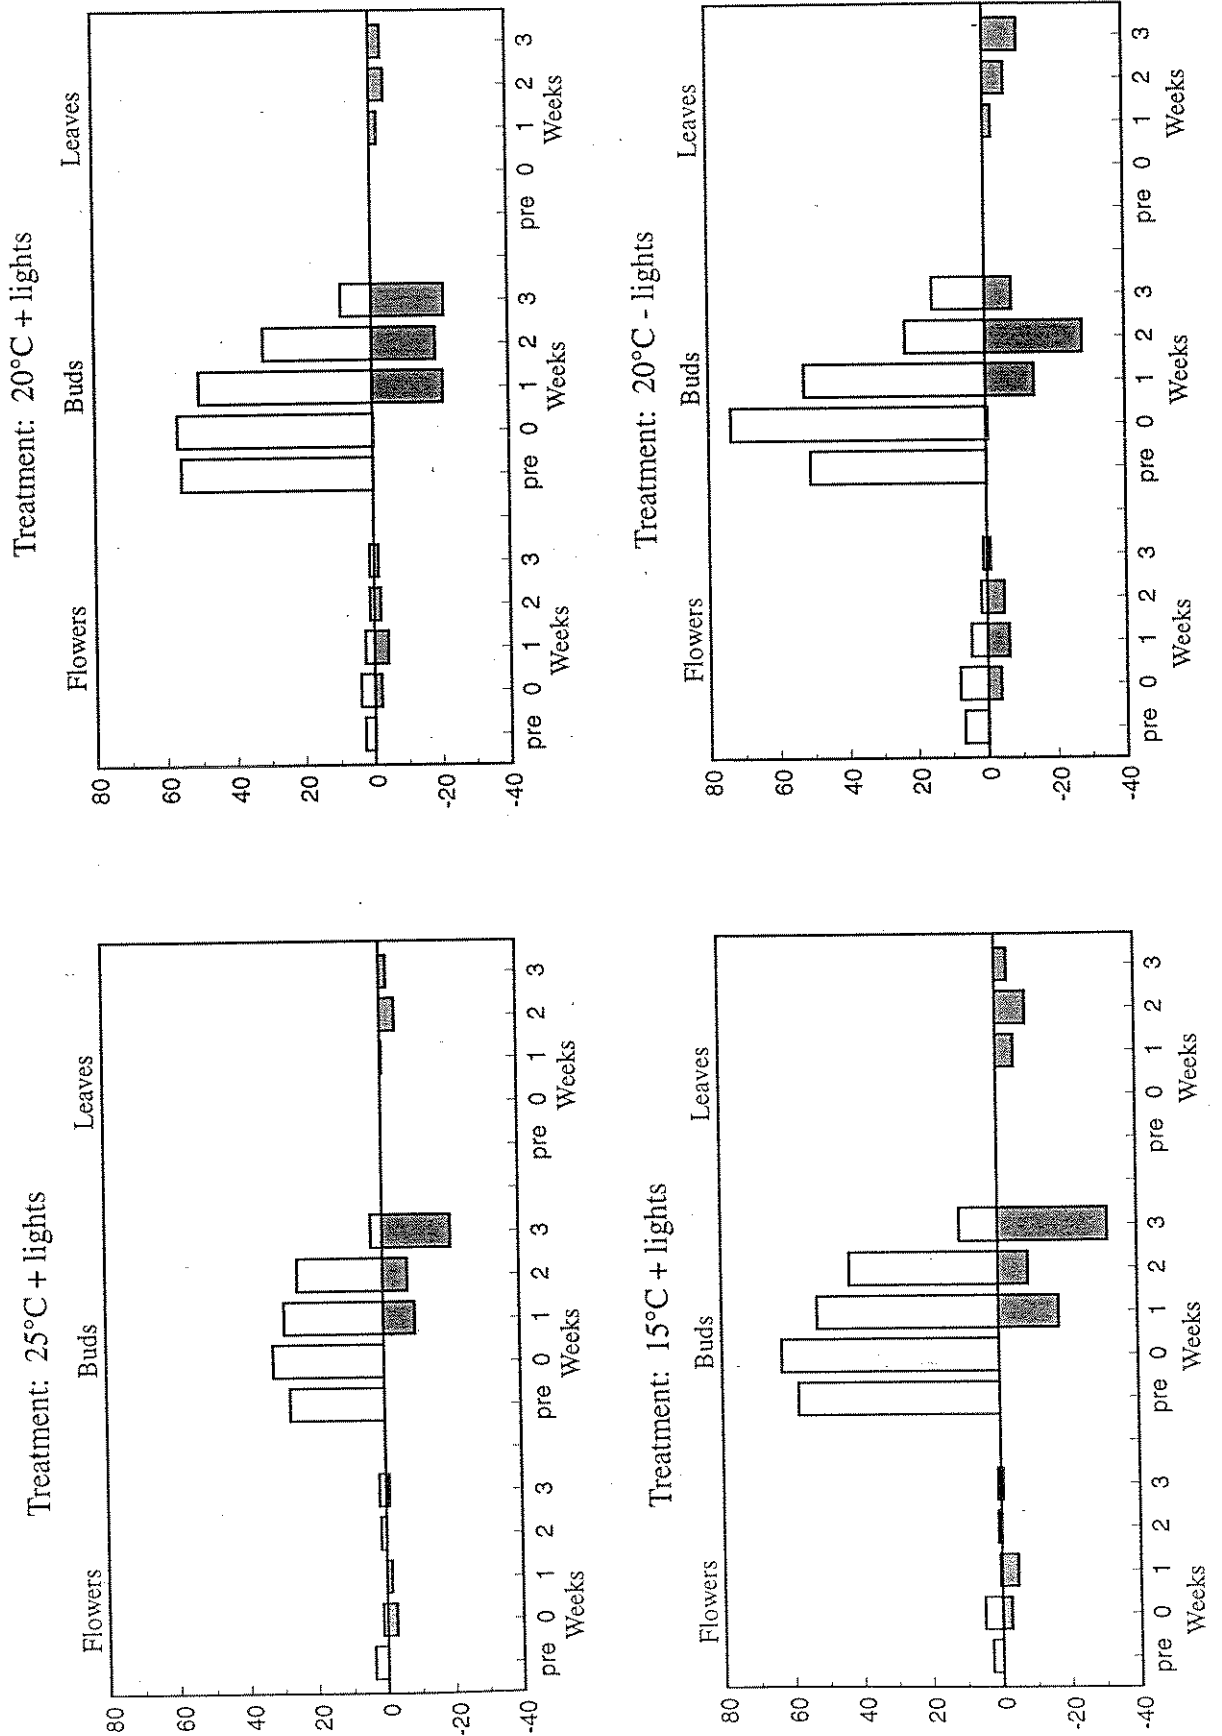 Treatment: 25°C + lights
Flowers Buds Leaves
80
60
40
20
0
-20
-40
pre 0 1 2 3 pre 0 1 2 3 pre 0 1 2 3
Weeks Weeks Weeks
Treatment: 20°C + lights
Flowers Buds Leaves
80
60
40
20
0
-20
-40
pre 0 1 2 3 pre 0 1 2 3 pre 0 1 2 3
Weeks Weeks Weeks
Treatment: 15°C + lights
Flowers Buds Leaves
80
60
40
20
0
-20
-40
pre 0 1 2 3 pre 0 1 2 3 pre 0 1 2 3
Weeks Weeks Weeks
Treatment: 20°C - lights
Flowers Buds Leaves
80
60
40
20
0
-20
-40
pre 0 1 2 3 pre 0 1 2 3 pre 0 1 2 3
Weeks Weeks Weeks